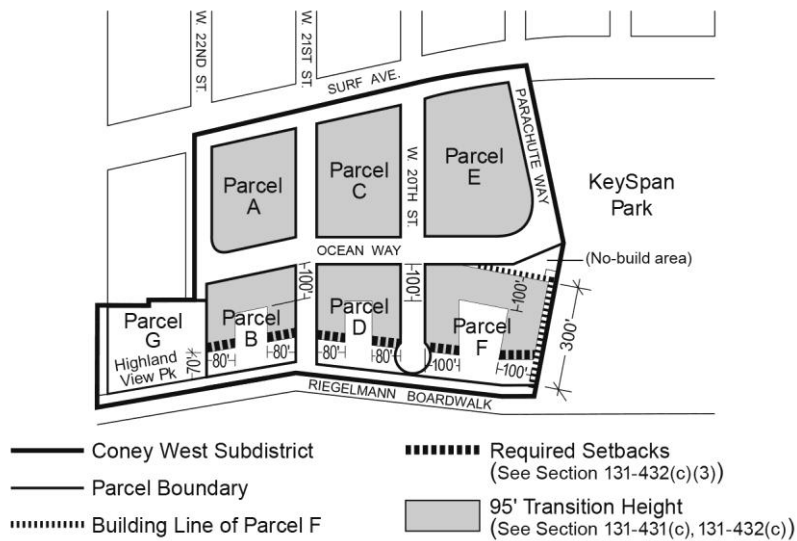 W. 22ND ST.
W. 21ST ST.
SURF AVE.
PARACHUTE WAY
Parcel
A
Parcel
C
W. 20TH ST.
Parcel
E
KeySpan
Park
OCEAN WAY
(No-build area)
100'
100'
100'
Parcel
G
Highland
View Pk
70'
Parcel
B
80'
80'
Parcel
D
80'
80'
Parcel
F
100'
100'
300'
RIEGELMANN BOARDWALK
Coney West Subdistrict
Parcel Boundary
Building Line of Parcel F
Required Setbacks
(See Section 131-432(c)(3))
95' Transition Height
(See Section 131-431(c), 131-432(c))